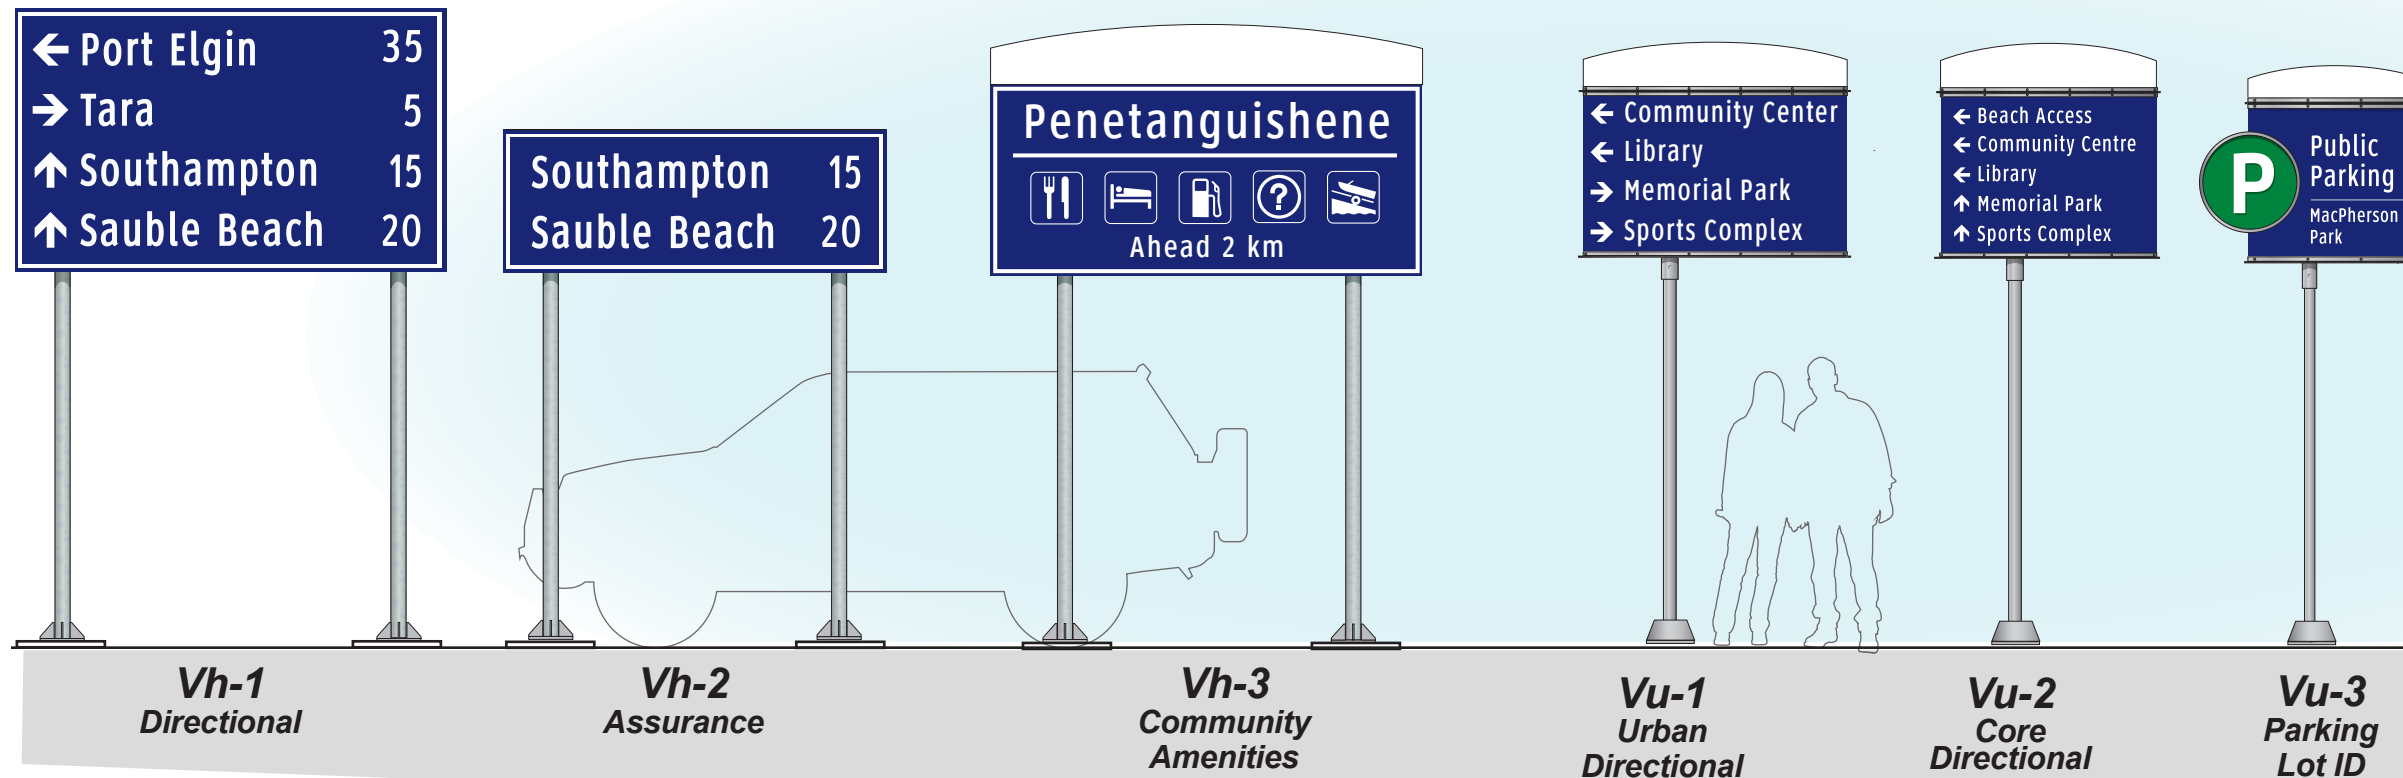 ← Port Elgin 35
→ Tara 5
↑ Southampton 15
↑ Sauble Beach 20
Southampton 15
Sauble Beach 20
Penetanguishene
?
Ahead 2 km
← Community Center
← Library
→ Memorial Park
→ Sports Complex
← Beach Access
← Community Centre
← Library
↑ Memorial Park
↑ Sports Complex
P
Public
Parking
MacPherson
Park
Vh-1
Directional
Vh-2
Assurance
Vh-3
Community
Amenities
Vu-1
Urban
Directional
Vu-2
Core
Directional
Vu-3
Parking
Lot ID